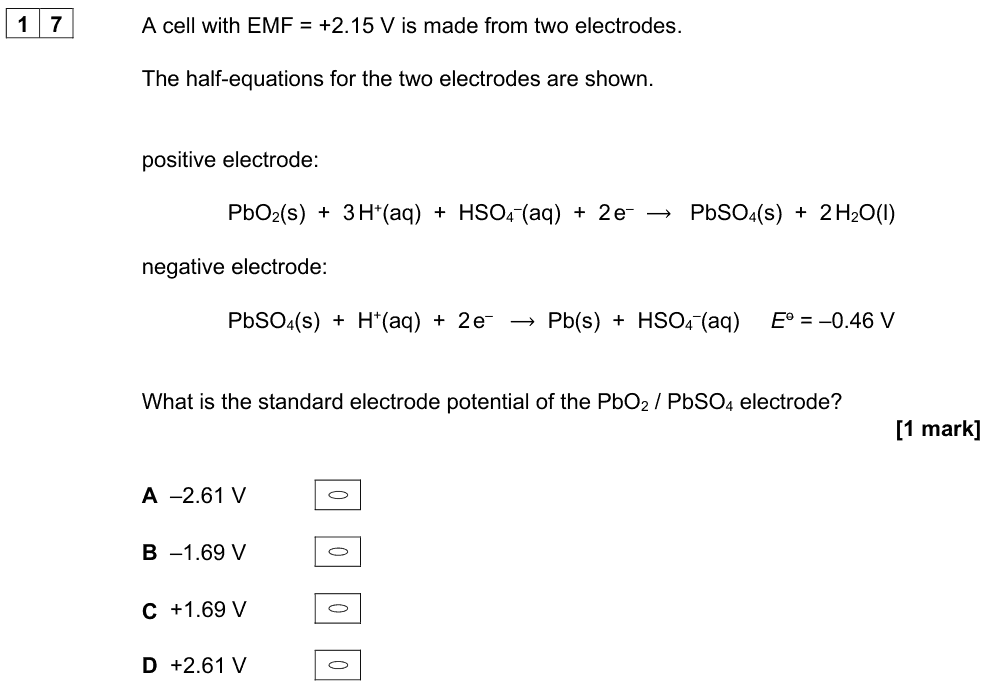 1 7 A cell with EMF = +2.15 V is made from two electrodes.
The half-equations for the two electrodes are shown.
positive electrode:
PbO₂(s) + 3H⁺(aq) + HSO₄⁻(aq) + 2e⁻ ⟶ PbSO₄(s) + 2H₂O(l)
negative electrode:
PbSO₄(s) + H⁺(aq) + 2e⁻ ⟶ Pb(s) + HSO₄⁻(aq) E⦵ = –0.46 V
What is the standard electrode potential of the PbO₂ / PbSO₄ electrode?
[1 mark]
A –2.61 V
B –1.69 V
C +1.69 V
D +2.61 V